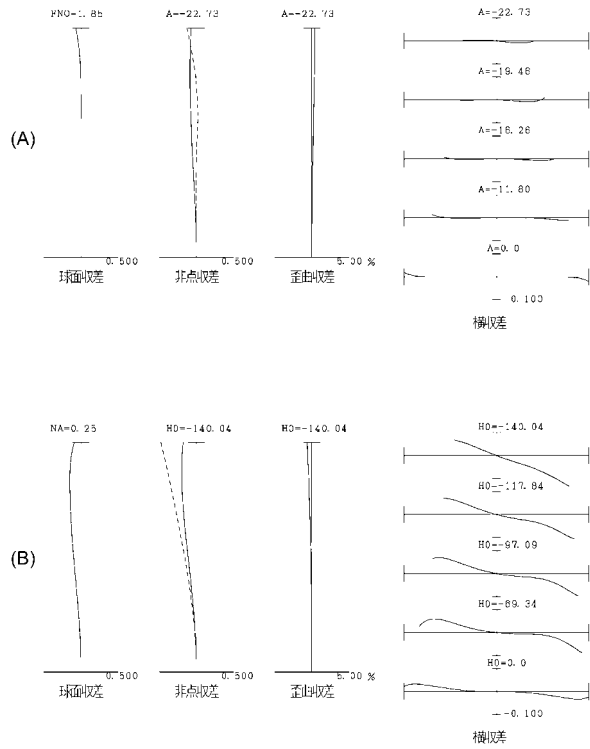 FNO=1.85 A=-22.73 A=-22.73 A=-22.73
A=-19.48
(A)
A=-16.26
A=-11.80
A=0.0
0.500 0.500 5.00 %
球面収差 非点収差 歪曲収差
0.100
横収差
NA=0.25 H0=-140.04 H0=-140.04 H0=-140.04
H0=-117.84
(B)
H0=-97.09
H0=-69.34
H0=0.0
0.500 0.500 5.00 %
球面収差 非点収差 歪曲収差
0.100
横収差